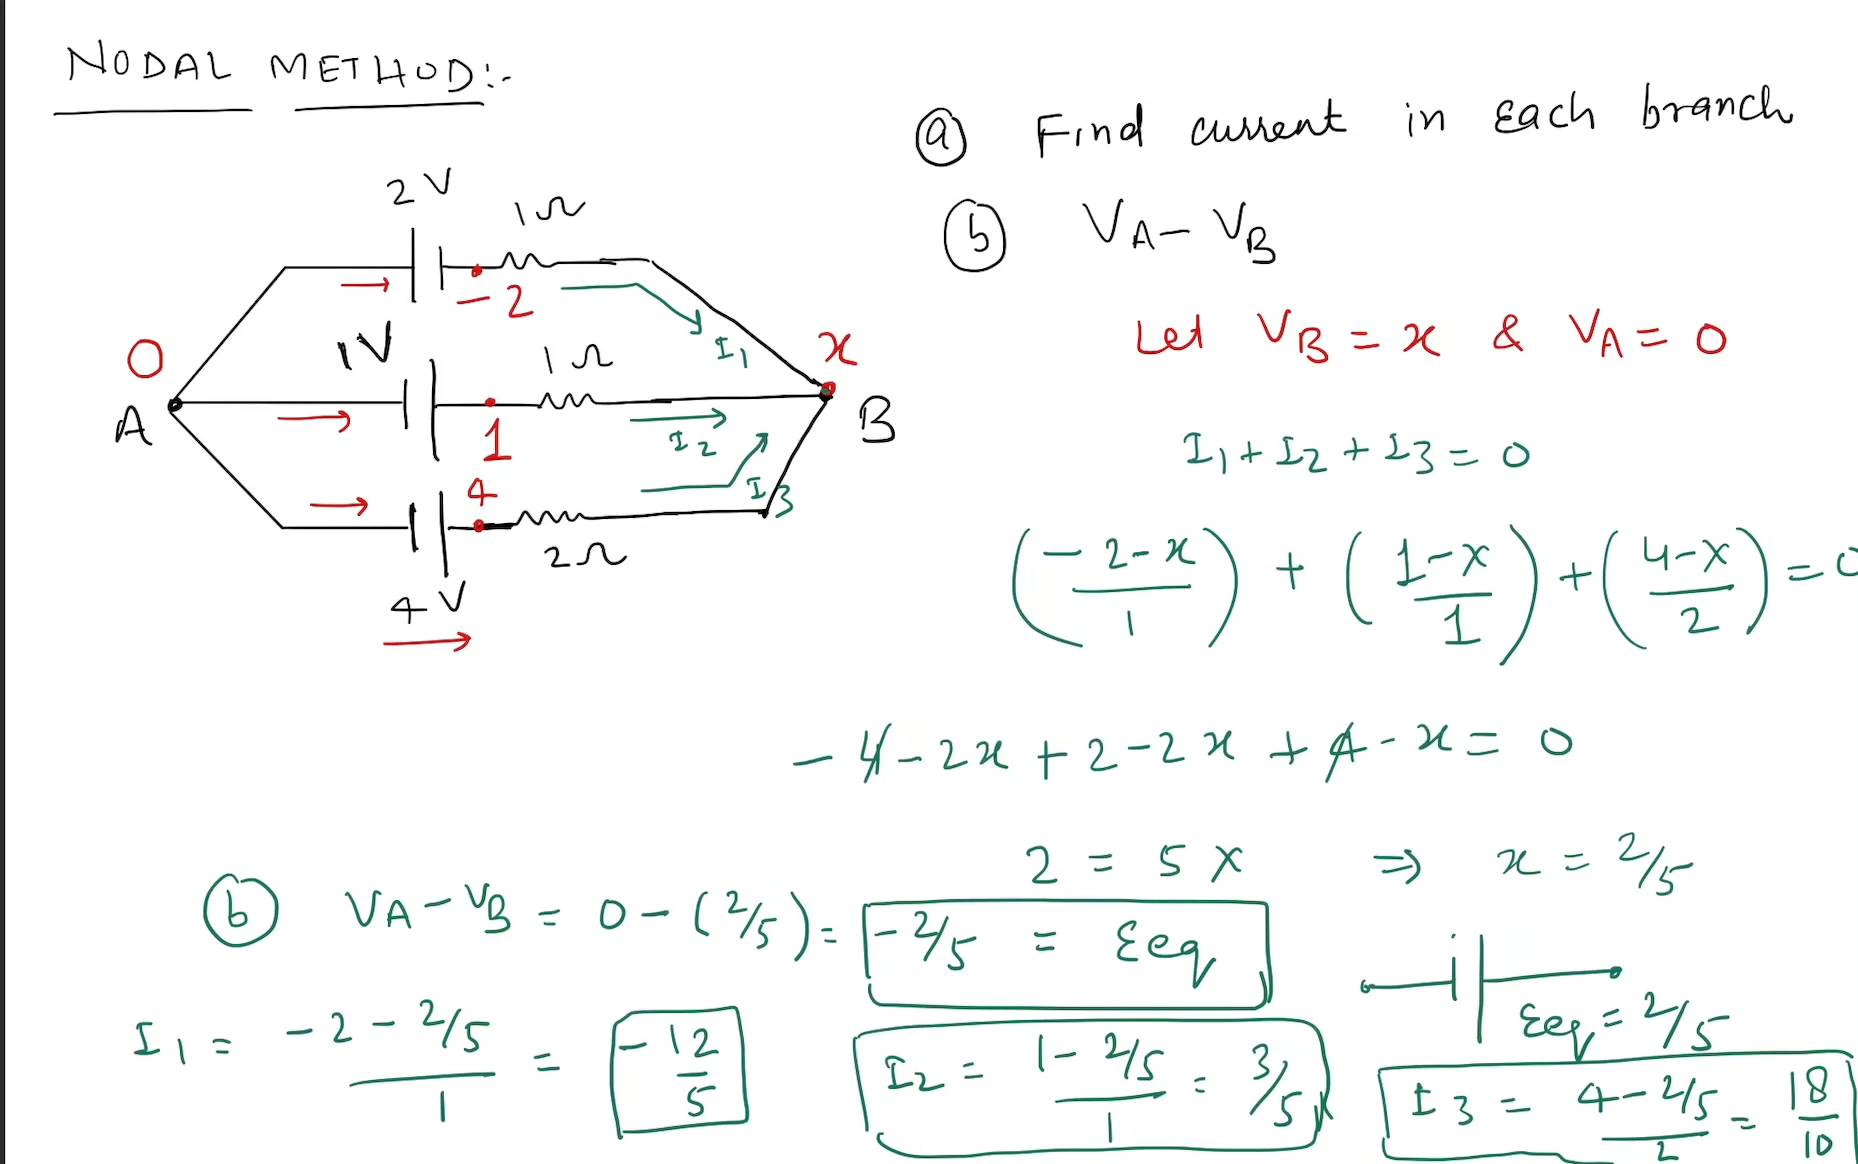 NODAL METHOD:-
(a) Find current in Each branch
(b) VA - VB
2V
1Ω
-2
I1
0
1V
1Ω
x
A
1
I2
B
4
I3
2Ω
4V
Let VB = x & VA = 0
I1 + I2 + I3 = 0
(-2-x/1) + (1-x/1) + (4-x/2) = 0
-4-2x+2-2x+4-x = 0
2 = 5x ⇒ x = 2/5
(b) VA - VB = 0 - (2/5) = -2/5 = Eeq
Eeq = 2/5
I1 = -2-2/5/1 = -12/5
I2 = 1-2/5/1 = 3/5
I3 = 4-2/5/2 = 18/10